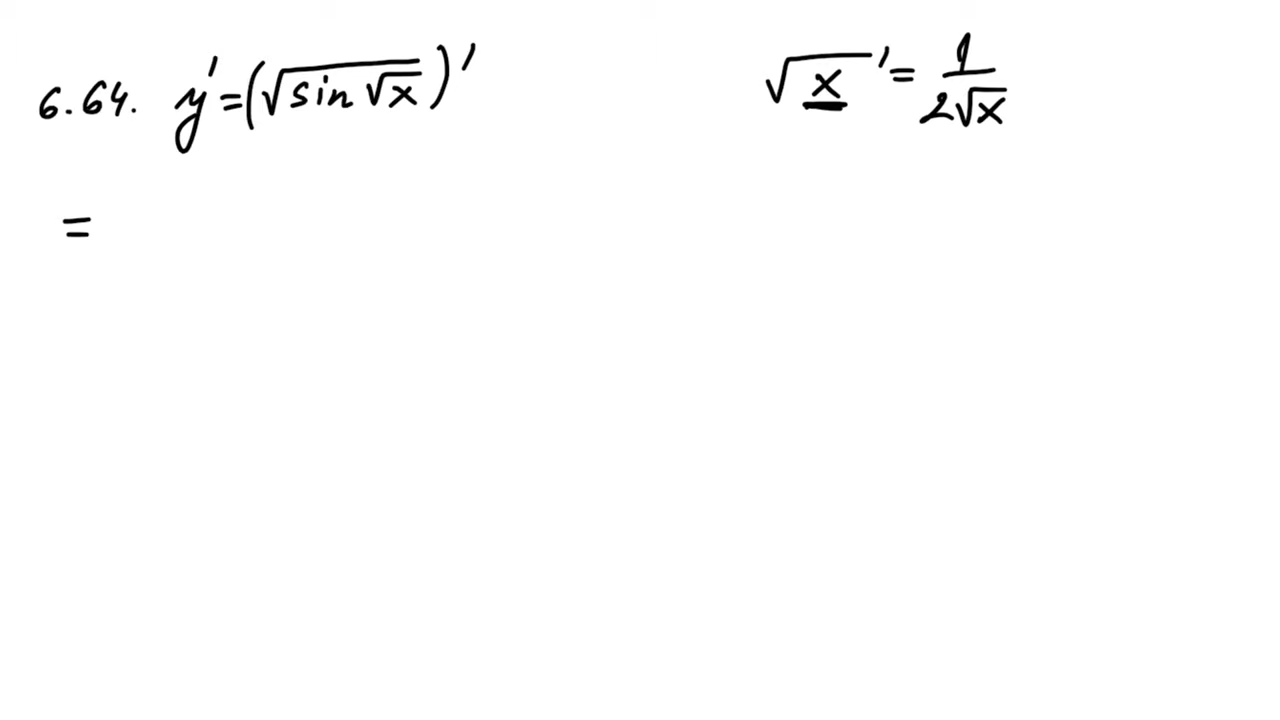 6.64. y' = (√(sin √x))'
√x' = 1/(2√x)
=